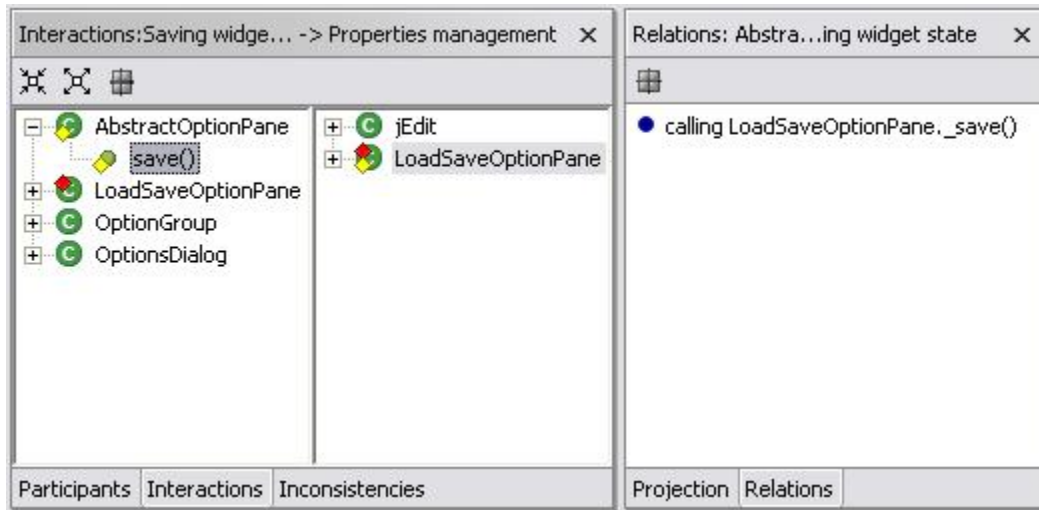 Interactions:Saving widge... -> Properties management
AbstractOptionPane
save()
LoadSaveOptionPane
OptionGroup
OptionsDialog
jEdit
LoadSaveOptionPane
Participants Interactions Inconsistencies
Relations: Abstra...ing widget state
calling LoadSaveOptionPane._save()
Projection Relations